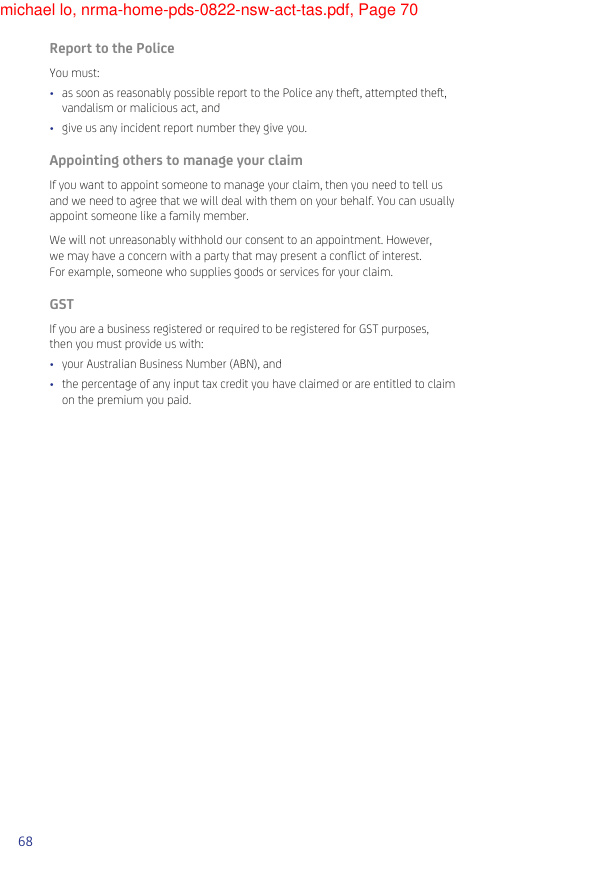 michael lo, nrma-home-pds-0822-nsw-act-tas.pdf, Page 70
Report to the Police
You must:
• as soon as reasonably possible report to the Police any theft, attempted theft,
vandalism or malicious act, and
• give us any incident report number they give you.
Appointing others to manage your claim
If you want to appoint someone to manage your claim, then you need to tell us
and we need to agree that we will deal with them on your behalf. You can usually
appoint someone like a family member.
We will not unreasonably withhold our consent to an appointment. However,
we may have a concern with a party that may present a conflict of interest.
For example, someone who supplies goods or services for your claim.
GST
If you are a business registered or required to be registered for GST purposes,
then you must provide us with:
• your Australian Business Number (ABN), and
• the percentage of any input tax credit you have claimed or are entitled to claim
on the premium you paid.
68